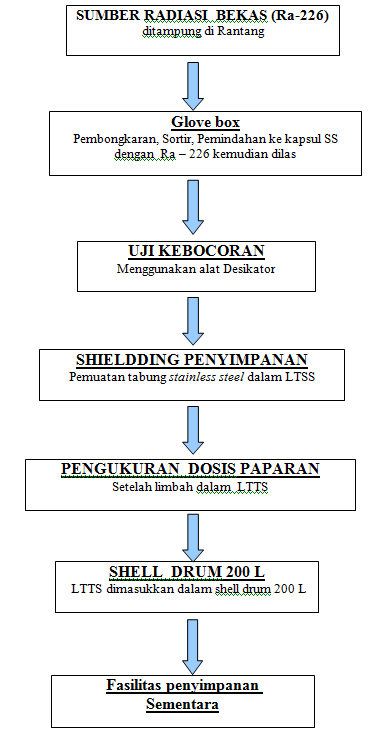 SUMBER RADIASI BEKAS (Ra-226)
ditampung di Rantang
Glove box
Pembongkaran, Sortir, Pemindahan ke kapsul SS
dengan Ra – 226 kemudian dilas
UJI KEBOCORAN
Menggunakan alat Desikator
SHIELDDING PENYIMPANAN
Pemuatan tabung stainless steel dalam LTSS
PENGUKURAN DOSIS PAPARAN
Setelah limbah dalam LTTS
SHELL DRUM 200 L
LTTS dimasukkan dalam shell drum 200 L
Fasilitas penyimpanan
Sementara